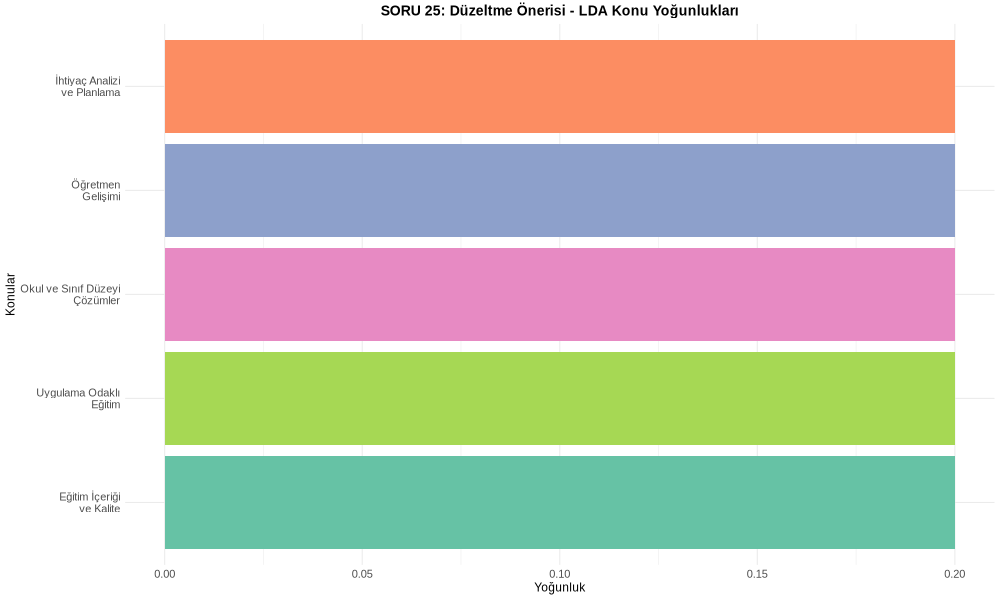 SORU 25: Düzeltme Önerisi - LDA Konu Yoğunlukları
İhtiyaç Analizi
ve Planlama
Öğretmen
Gelişimi
Okul ve Sınıf Düzeyi
Çözümler
Uygulama Odaklı
Eğitim
Eğitim İçeriği
ve Kalite
Konular
0.00 0.05 0.10 0.15 0.20
Yoğunluk